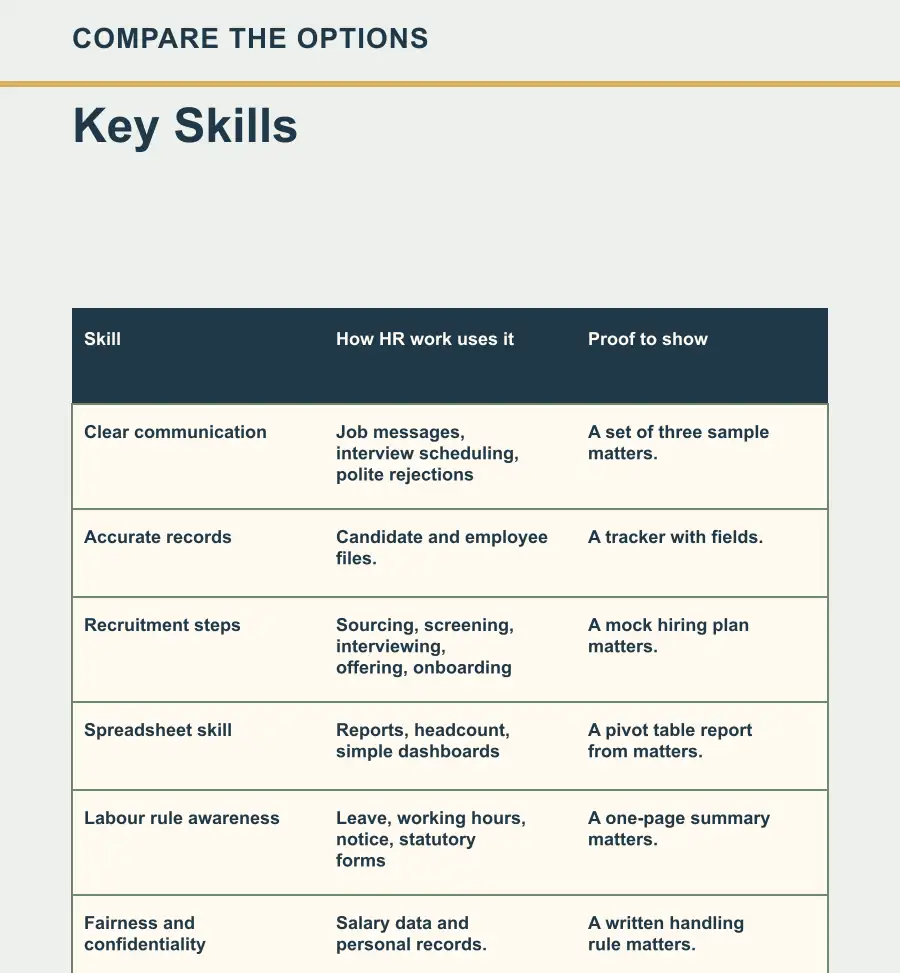 COMPARE THE OPTIONS
Key Skills
Skill
How HR work uses it
Proof to show
Clear communication
Job messages,
interview scheduling,
polite rejections
A set of three sample
matters.
Accurate records
Candidate and employee
files.
A tracker with fields.
Recruitment steps
Sourcing, screening,
interviewing,
offering, onboarding
A mock hiring plan
matters.
Spreadsheet skill
Reports, headcount,
simple dashboards
A pivot table report
from matters.
Labour rule awareness
Leave, working hours,
notice, statutory
forms
A one-page summary
matters.
Fairness and
confidentiality
Salary data and
personal records.
A written handling
rule matters.